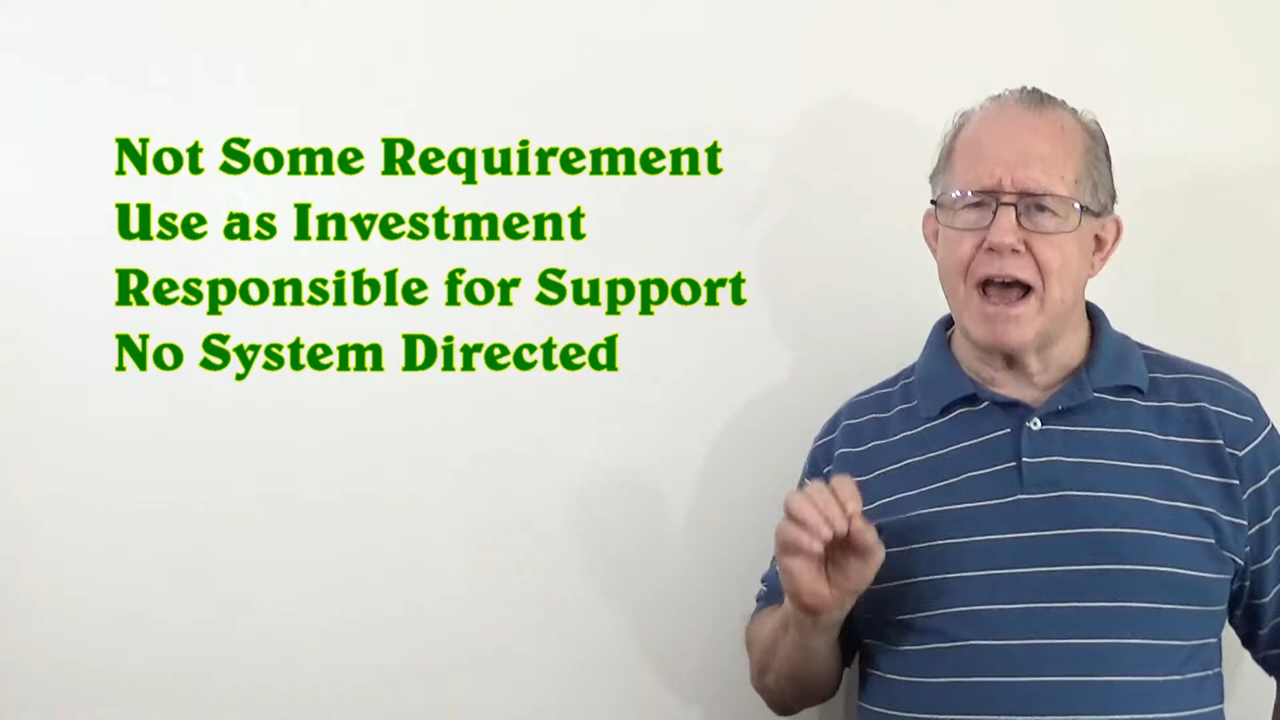 Not Some Requirement
Use as Investment
Responsible for Support
No System Directed